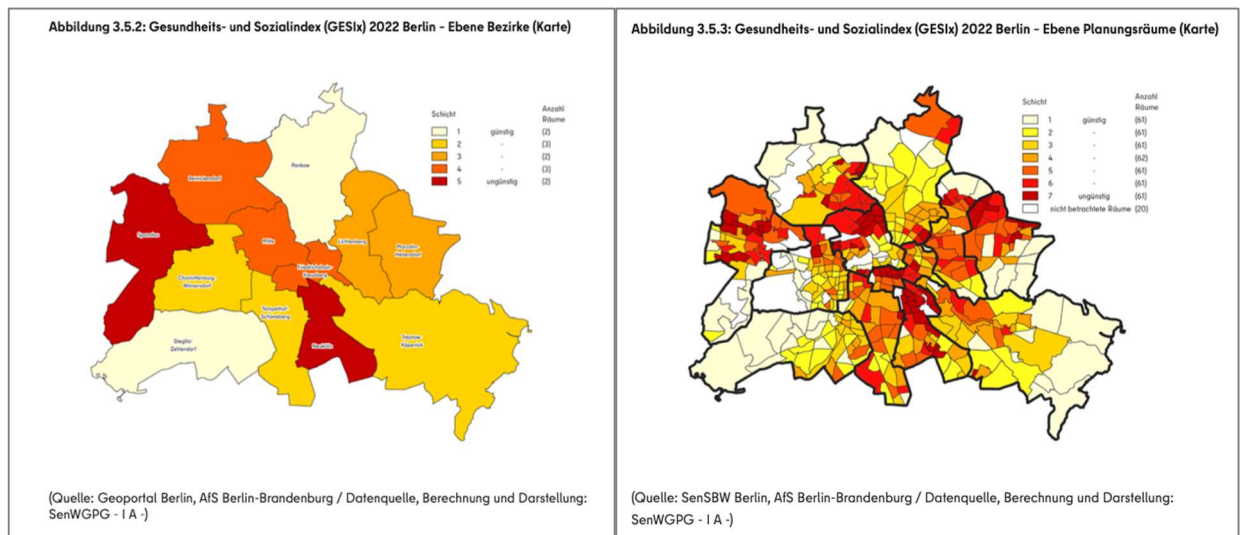 Abbildung 3.5.2: Gesundheits- und Sozialindex (GESIx) 2022 Berlin – Ebene Bezirke (Karte)
Schicht
Anzahl
Räume
1 günstig (2)
2 - (3)
3 - (2)
4 - (3)
5 ungünstig (2)
Pankow
Reinickendorf
Spandau
Mitte
Lichtenberg
Marzahn-
Hellersdorf
Friedrichshain-
Kreuzberg
Charlottenburg-
Wilmersdorf
Tempelhof-
Schöneberg
Neukölln
Treptow-
Köpenick
Steglitz-
Zehlendorf
(Quelle: Geoportal Berlin, AfS Berlin-Brandenburg / Datenquelle, Berechnung und Darstellung:
SenWGPG - I A -)
Abbildung 3.5.3: Gesundheits- und Sozialindex (GESIx) 2022 Berlin – Ebene Planungsräume (Karte)
Schicht
Anzahl
Räume
1 günstig (61)
2 - (61)
3 - (61)
4 - (62)
5 - (61)
6 - (61)
7 ungünstig (61)
nicht betrachtete Räume (20)
(Quelle: SenSBW Berlin, AfS Berlin-Brandenburg / Datenquelle, Berechnung und Darstellung:
SenWGPG - I A -)